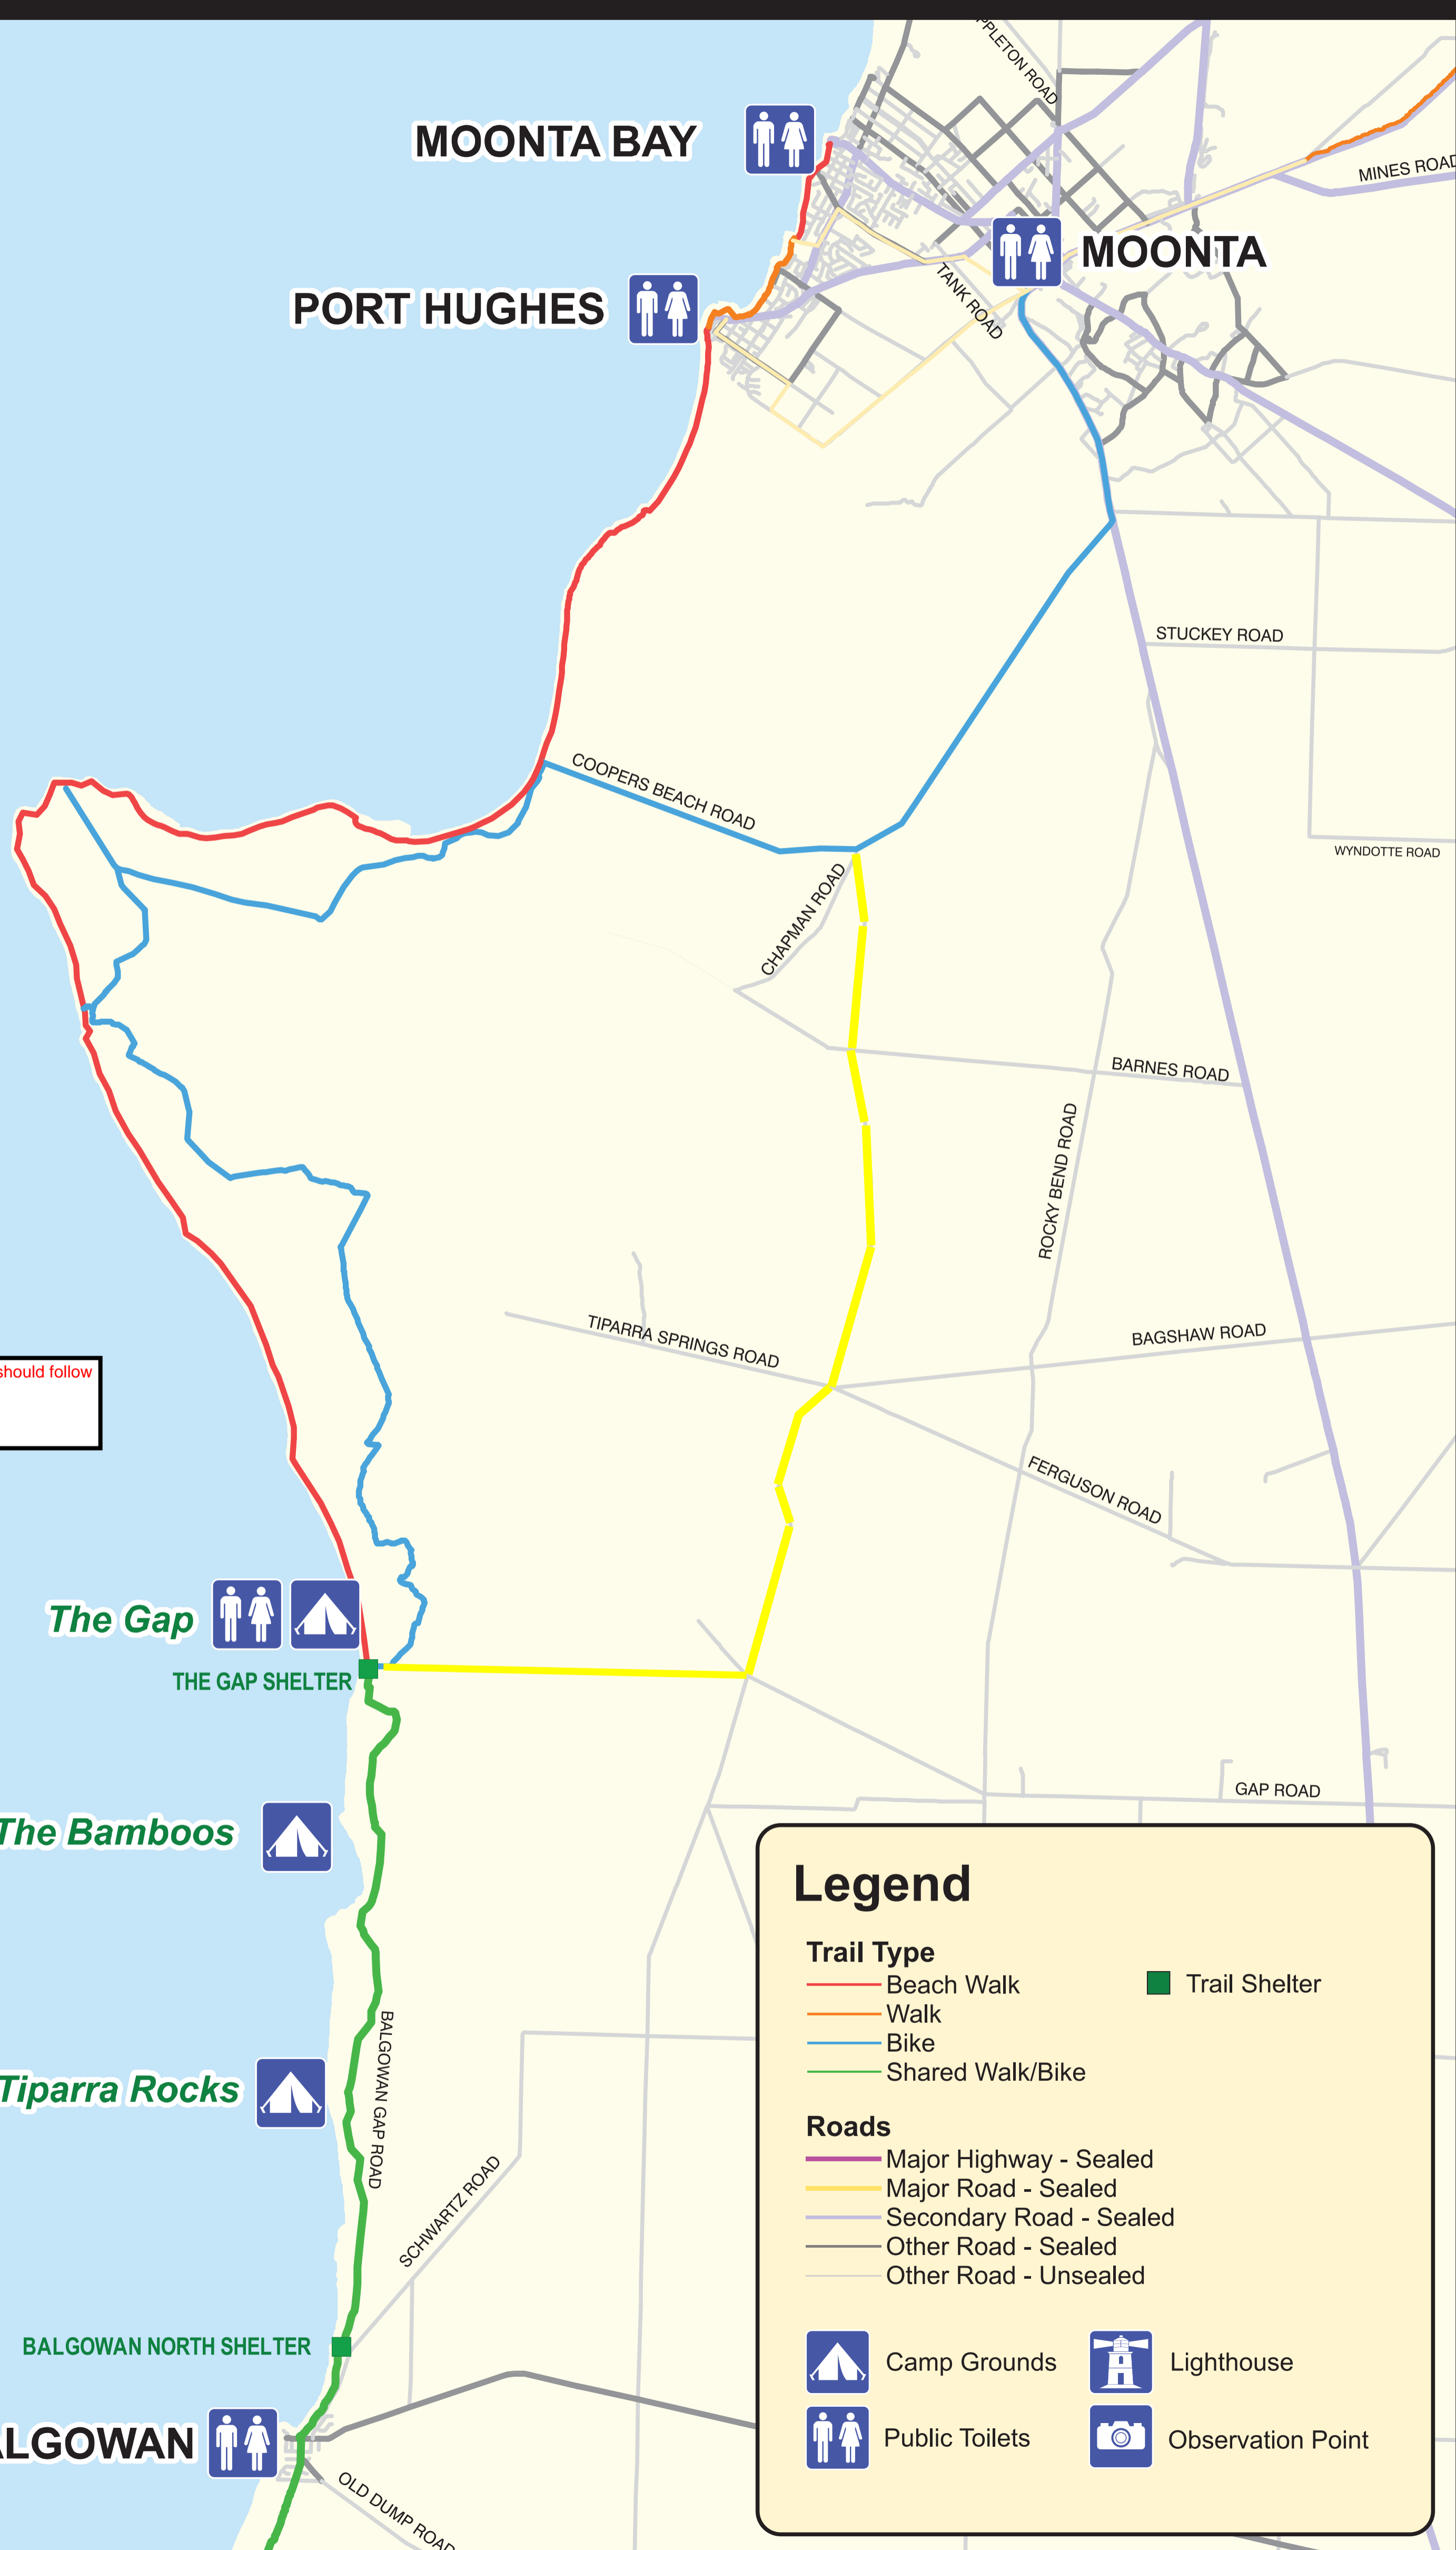 PPLETON ROAD
MOONTA BAY
MINES ROAD
MOONTA
PORT HUGHES
TANK ROAD
STUCKEY ROAD
COOPERS BEACH ROAD
WYNDOTTE ROAD
CHAPMAN ROAD
BARNES ROAD
ROCKY BEND ROAD
TIPARRA SPRINGS ROAD
BAGSHAW ROAD
should follow
FERGUSON ROAD
The Gap
THE GAP SHELTER
GAP ROAD
The Bamboos
BALGOWAN GAP ROAD
Tiparra Rocks
SCHWARTZ ROAD
BALGOWAN NORTH SHELTER
ALGOWAN
OLD DUMP ROAD
Legend
Trail Type
Beach Walk
Trail Shelter
Walk
Bike
Shared Walk/Bike
Roads
Major Highway - Sealed
Major Road - Sealed
Secondary Road - Sealed
Other Road - Sealed
Other Road - Unsealed
Camp Grounds
Lighthouse
Public Toilets
Observation Point